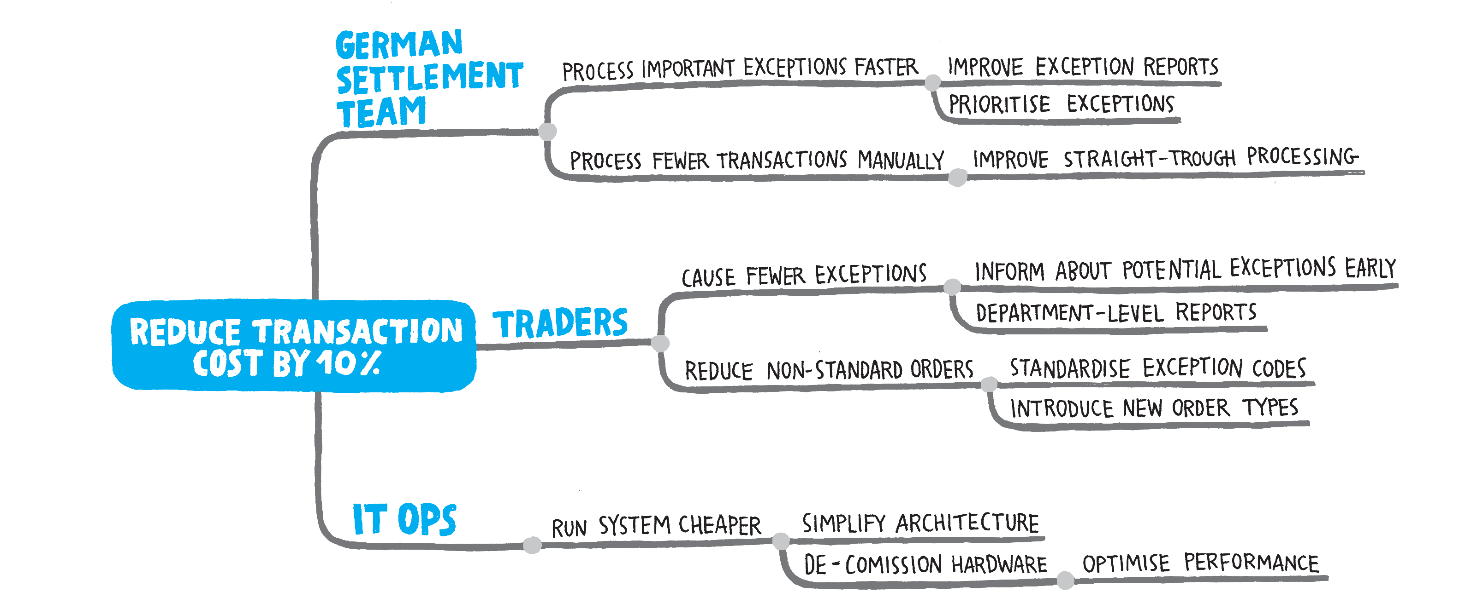 GERMAN
SETTLEMENT
TEAM
PROCESS IMPORTANT EXCEPTIONS FASTER
IMPROVE EXCEPTION REPORTS
PRIORITISE EXCEPTIONS
PROCESS FEWER TRANSACTIONS MANUALLY
IMPROVE STRAIGHT-TROUGH PROCESSING
REDUCE TRANSACTION
COST BY 10%
TRADERS
CAUSE FEWER EXCEPTIONS
INFORM ABOUT POTENTIAL EXCEPTIONS EARLY
DEPARTMENT-LEVEL REPORTS
REDUCE NON-STANDARD ORDERS
STANDARDISE EXCEPTION CODES
INTRODUCE NEW ORDER TYPES
IT OPS
RUN SYSTEM CHEAPER
SIMPLIFY ARCHITECTURE
DE-COMISSION HARDWARE
OPTIMISE PERFORMANCE